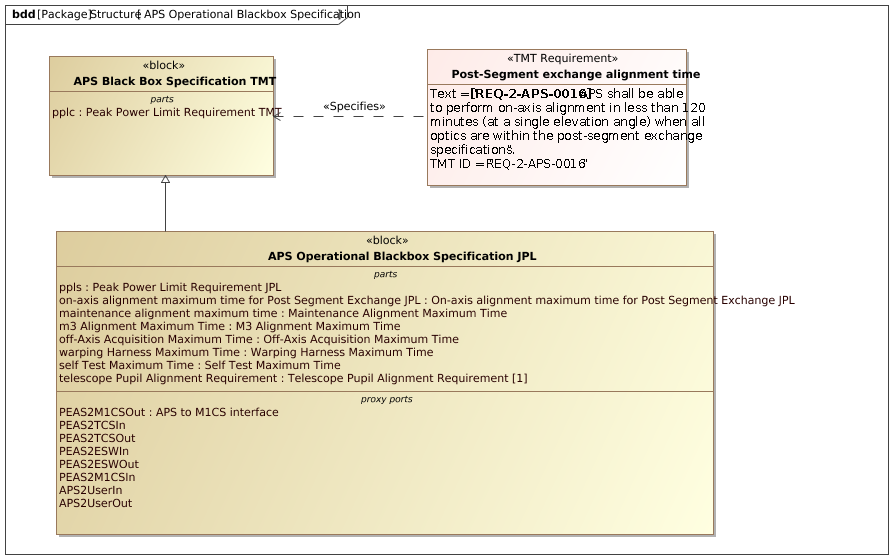 bdd [Package] Structure [ APS Operational Blackbox Specification ]
«block»
APS Black Box Specification TMT
parts
pplc : Peak Power Limit Requirement TMT
«Specifies»
«TMT Requirement»
Post-Segment exchange alignment time
Text = "[REQ-2-APS-0016] APS shall be able
to perform on-axis alignment in less than 120
minutes (at a single elevation angle) when all
optics are within the post-segment exchange
specifications."
TMT ID = "REQ-2-APS-0016"
«block»
APS Operational Blackbox Specification JPL
parts
ppls : Peak Power Limit Requirement JPL
on-axis alignment maximum time for Post Segment Exchange JPL : On-axis alignment maximum time for Post Segment Exchange JPL
maintenance alignment maximum time : Maintenance Alignment Maximum Time
m3 Alignment Maximum Time : M3 Alignment Maximum Time
off-Axis Acquisition Maximum Time : Off-Axis Acquisition Maximum Time
warping Harness Maximum Time : Warping Harness Maximum Time
self Test Maximum Time : Self Test Maximum Time
telescope Pupil Alignment Requirement : Telescope Pupil Alignment Requirement [1]
proxy ports
PEAS2M1CSOut : APS to M1CS interface
PEAS2TCSIn
PEAS2TCSOut
PEAS2ESWIn
PEAS2ESWOut
PEAS2M1CSIn
APS2UserIn
APS2UserOut